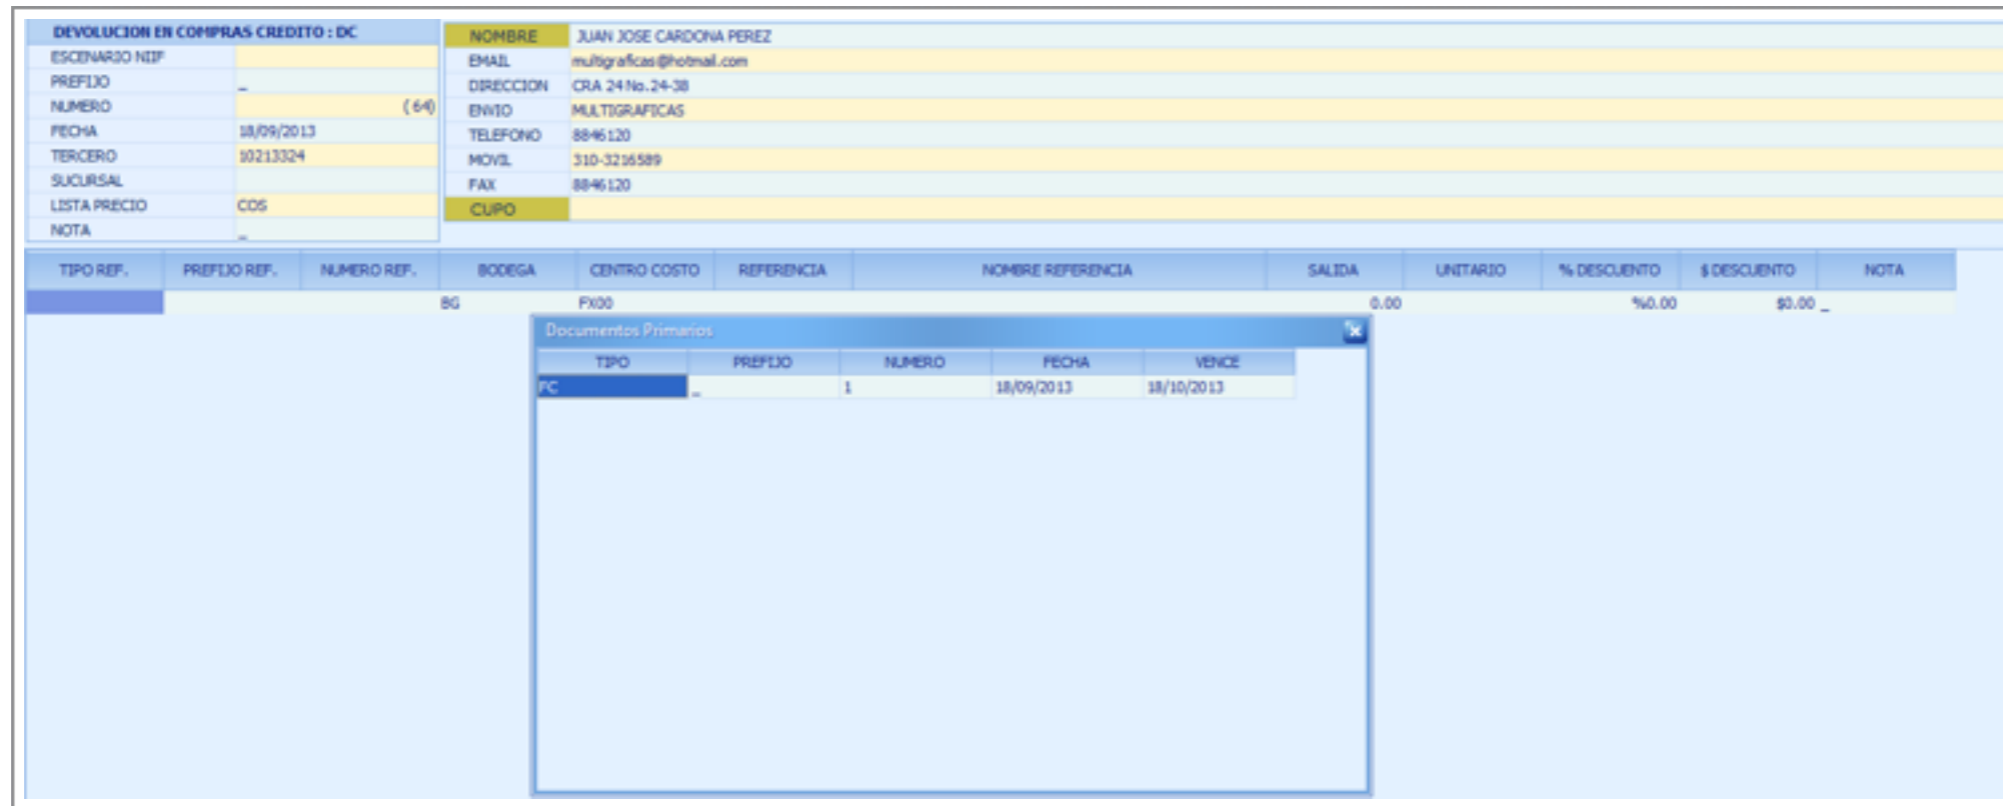 DEVOLUCION EN COMPRAS CREDITO : DC
ESCENARIO NIIF
PREFIJO _
NUMERO ( 64)
FECHA 18/09/2013
TERCERO 10213324
SUCURSAL
LISTA PRECIO COS
NOTA _
NOMBRE JUAN JOSE CARDONA PEREZ
EMAIL multigraficas@hotmail.com
DIRECCION CRA 24 No. 24-38
ENVIO MULTIGRAFICAS
TELEFONO 8846120
MOVIL 310-3216589
FAX 8846120
CUPO
TIPO REF. PREFIJO REF. NUMERO REF. BODEGA CENTRO COSTO REFERENCIA NOMBRE REFERENCIA SALIDA UNITARIO % DESCUENTO $ DESCUENTO NOTA
BG FX00 0.00 %0.00 $0.00 _
Documentos Primarios
TIPO PREFIJO NUMERO FECHA VENCE
FC _ 1 18/09/2013 18/10/2013